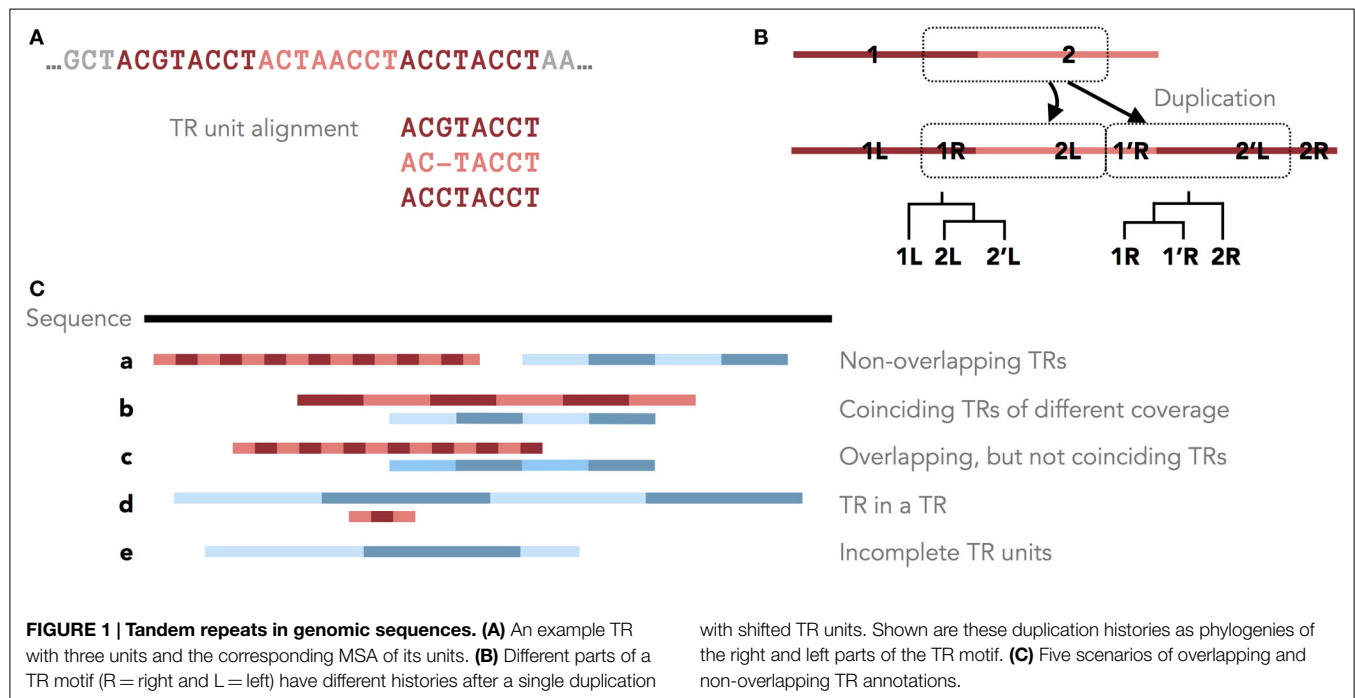 A
...GCTACGTACCTACTAACCTACCTACCTAA...
TR unit alignment
ACGTACCT
AC-TACCT
ACCTACCT
B
1 2
Duplication
1L 1R 2L 1'R 2'L 2R
1L 2L 2'L 1R 1'R 2R
C
Sequence
a Non-overlapping TRs
b Coinciding TRs of different coverage
c Overlapping, but not coinciding TRs
d TR in a TR
e Incomplete TR units
FIGURE 1 | Tandem repeats in genomic sequences. (A) An example TR
with three units and the corresponding MSA of its units. (B) Different parts of a
TR motif (R = right and L = left) have different histories after a single duplication
with shifted TR units. Shown are these duplication histories as phylogenies of
the right and left parts of the TR motif. (C) Five scenarios of overlapping and
non-overlapping TR annotations.